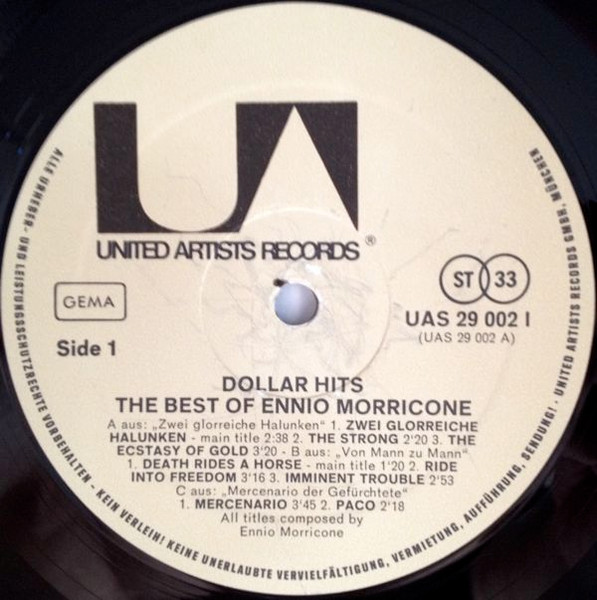 UA
UNITED ARTISTS RECORDS®
GEMA
ST 33
UAS 29 002 I
(UAS 29 002 A)
Side 1
DOLLAR HITS
THE BEST OF ENNIO MORRICONE
A aus: „Zwei glorreiche Halunken" 1. ZWEI GLORREICHE
HALUNKEN - main title 2:38 2. THE STRONG 2'20 3. THE
ECSTASY OF GOLD 3'20 - B aus: „Von Mann zu Mann"
1. DEATH RIDES A HORSE - main title 1'20 2. RIDE
INTO FREEDOM 3'16 3. IMMINENT TROUBLE 2'53
C aus: „Mercenario der Gefürchtete"
1. MERCENARIO 3'45 2. PACO 2'18
All titles composed by
Ennio Morricone
ALLE URHEBER- UND LEISTUNGSSCHUTZRECHTE VORBEHALTEN - KEIN VERLEIH! KEINE UNERLAUBTE VERVIELFÄLTIGUNG, VERMIETUNG, AUFFÜHRUNG, SENDUNG! · UNITED ARTISTS RECORDS GMBH, MÜNCHEN